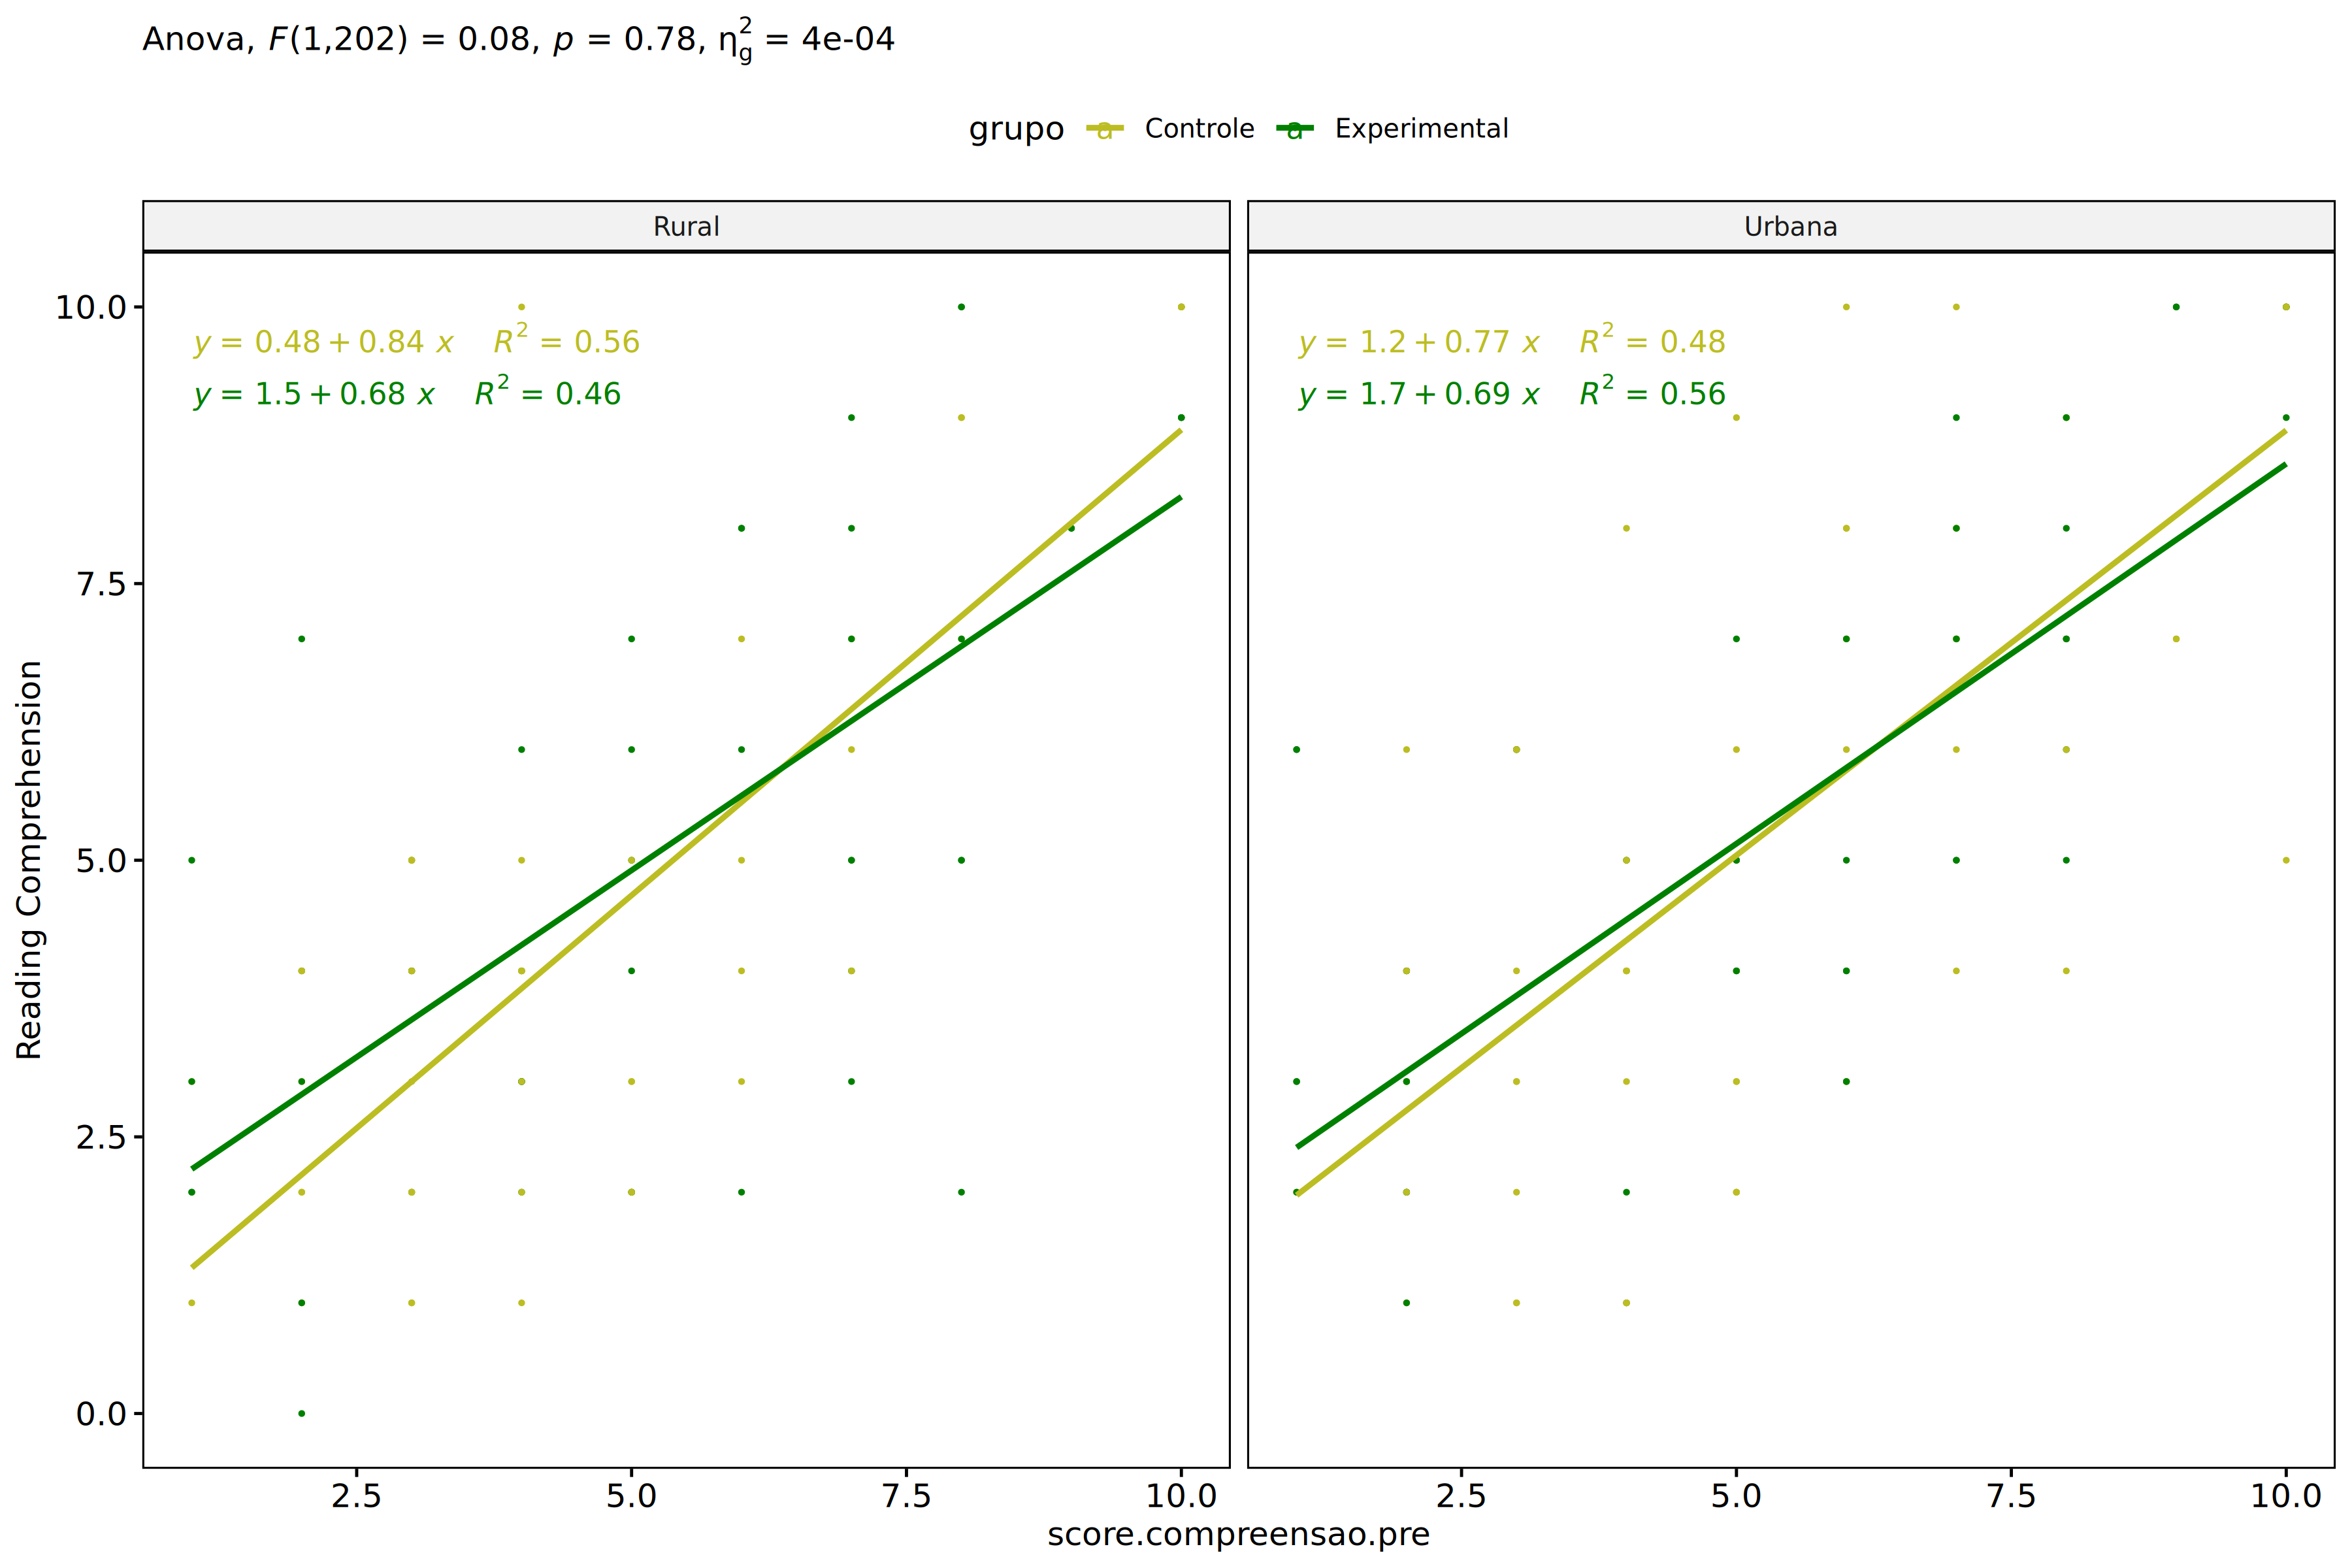 Anova, F(1,202) = 0.08, p = 0.78, η²g = 4e-04
grupo a Controle a Experimental
Rural
Urbana
y = 0.48 + 0.84 x R² = 0.56
y = 1.5 + 0.68 x R² = 0.46
y = 1.2 + 0.77 x R² = 0.48
y = 1.7 + 0.69 x R² = 0.56
Reading Comprehension
10.0
7.5
5.0
2.5
0.0
2.5 5.0 7.5 10.0
2.5 5.0 7.5 10.0
score.compreensao.pre